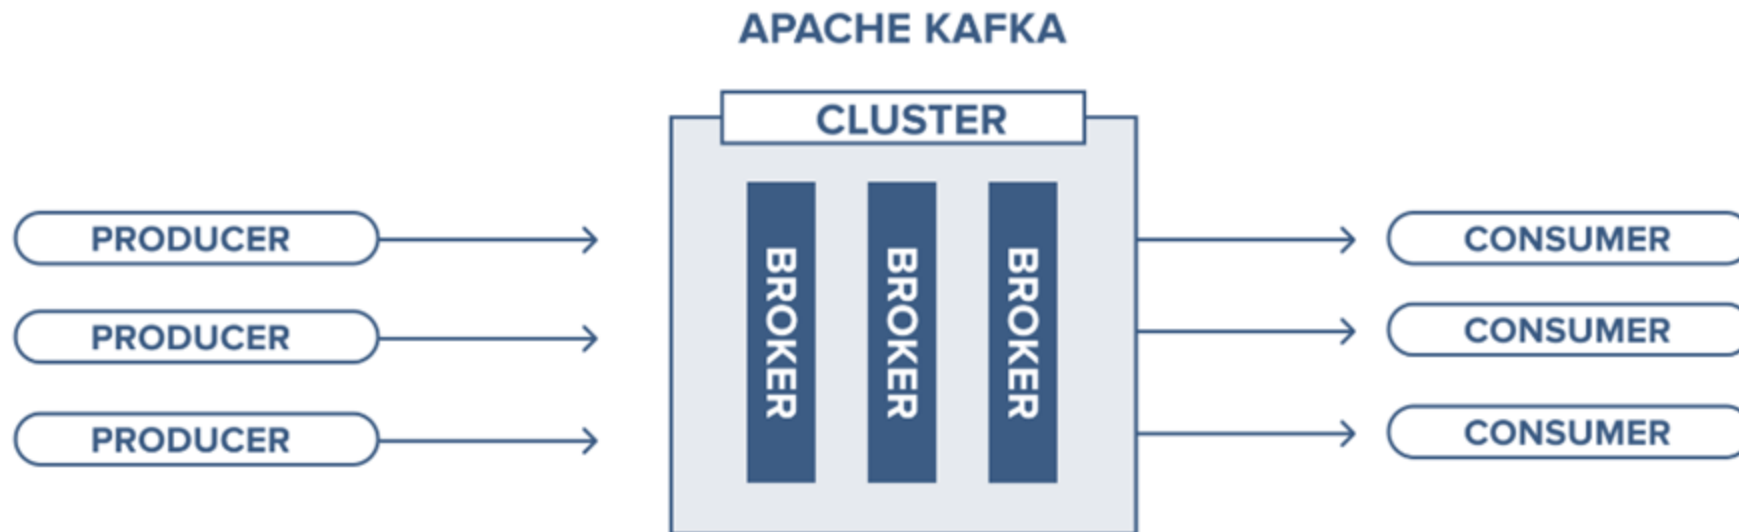 APACHE KAFKA
CLUSTER
PRODUCER
PRODUCER
PRODUCER
BROKER
BROKER
BROKER
CONSUMER
CONSUMER
CONSUMER